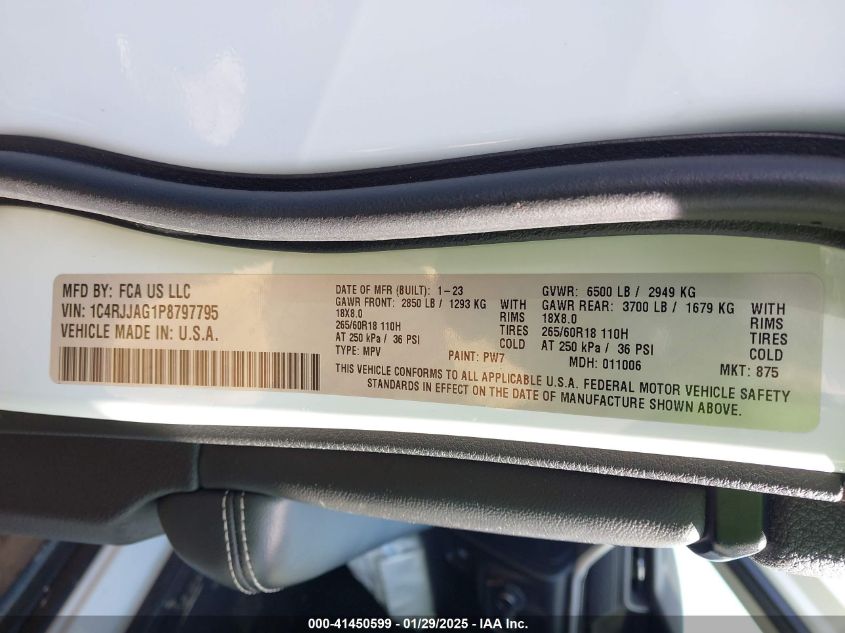 MFD BY: FCA US LLC
VIN: 1C4RJJAG1P8797795
VEHICLE MADE IN: U.S.A.
DATE OF MFR (BUILT): 1-23
GAWR FRONT: 2850 LB / 1293 KG WITH
18X8.0 RIMS
265/60R18 110H TIRES
AT 250 kPa / 36 PSI COLD
TYPE: MPV PAINT: PW7
GVWR: 6500 LB / 2949 KG
GAWR REAR: 3700 LB / 1679 KG WITH
18X8.0 RIMS
265/60R18 110H TIRES
AT 250 kPa / 36 PSI COLD
MDH: 011006 MKT: 875
THIS VEHICLE CONFORMS TO ALL APPLICABLE U.S.A. FEDERAL MOTOR VEHICLE SAFETY
STANDARDS IN EFFECT ON THE DATE OF MANUFACTURE SHOWN ABOVE.
000-41450599 - 01/29/2025 - IAA Inc.